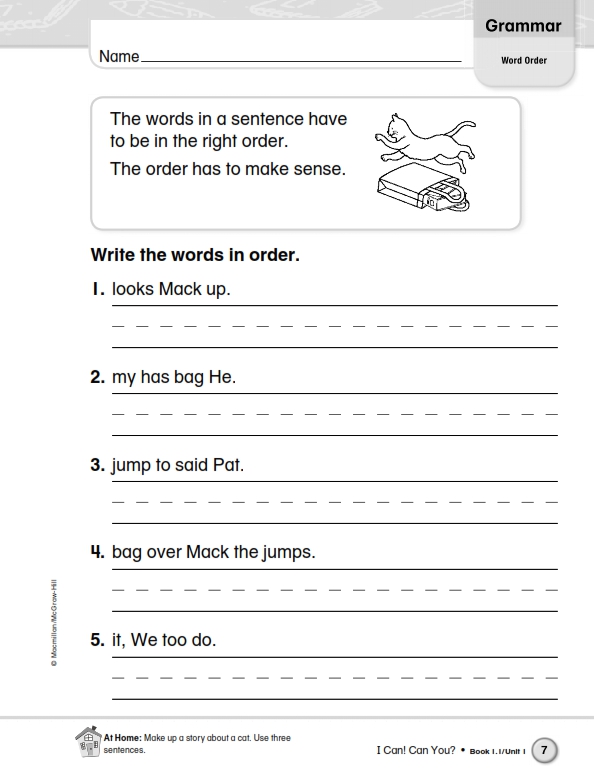 Grammar
Word Order
Name
The words in a sentence have
to be in the right order.
The order has to make sense.
Write the words in order.
1. looks Mack up.
2. my has bag He.
3. jump to said Pat.
4. bag over Mack the jumps.
5. it, We too do.
© Macmillan/McGraw-Hill
At Home: Make up a story about a cat. Use three
sentences.
I Can! Can You? • Book 1.1/Unit 1
7